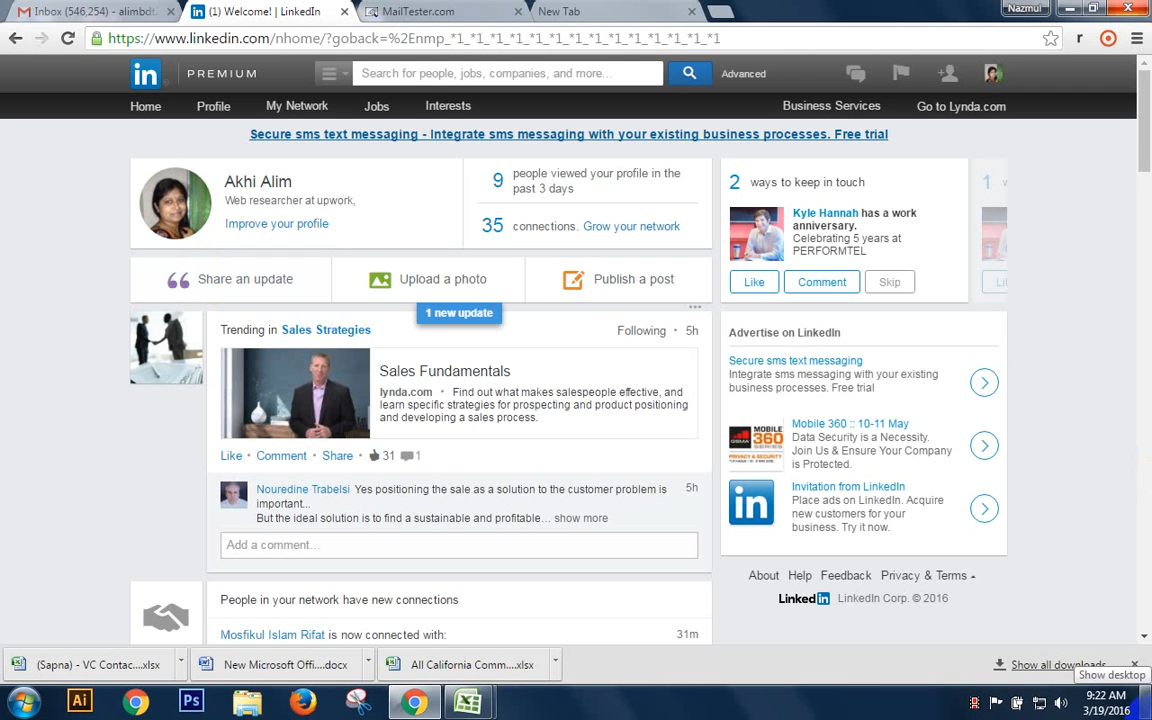 Inbox (546,254) - alimbdt
(1) Welcome! | LinkedIn
MailTester.com
New Tab
Nazmul
https://www.linkedin.com/nhome/?goback=%2Enmp_*1_*1_*1_*1_*1_*1_*1_*1_*1_*1_*1_*1_*1
in PREMIUM
Search for people, jobs, companies, and more...
Advanced
Home Profile My Network Jobs Interests Business Services Go to Lynda.com
Secure sms text messaging - Integrate sms messaging with your existing business processes. Free trial
Akhi Alim
Web researcher at upwork,
Improve your profile
9 people viewed your profile in the
past 3 days
35 connections. Grow your network
2 ways to keep in touch
1
Kyle Hannah has a work
anniversary.
Celebrating 5 years at
PERFORMTEL
Like Comment Skip
Share an update Upload a photo Publish a post
1 new update
Trending in Sales Strategies Following • 5h
Sales Fundamentals
lynda.com • Find out what makes salespeople effective, and
learn specific strategies for prospecting and product positioning
and developing a sales process.
Like • Comment • Share • 31 1
Nouredine Trabelsi Yes positioning the sale as a solution to the customer problem is 5h
important...
But the ideal solution is to find a sustainable and profitable... show more
Add a comment...
Advertise on LinkedIn
Secure sms text messaging
Integrate sms messaging with your existing
business processes. Free trial
MOBILE
360
SERIES
PRIVACY & SECURITY
Mobile 360 :: 10-11 May
Data Security is a Necessity.
Join Us & Ensure Your Company
is Protected.
in
Invitation from LinkedIn
Place ads on LinkedIn. Acquire
new customers for your
business. Try it now.
About Help Feedback Privacy & Terms
Linked in LinkedIn Corp. © 2016
People in your network have new connections
Mosfikul Islam Rifat is now connected with: 31m
(Sapna) - VC Contac....xlsx
New Microsoft Offi....docx
All California Comm....xlsx
Show all downloads...
Show desktop
Ai
Ps
9:22 AM
3/19/2016